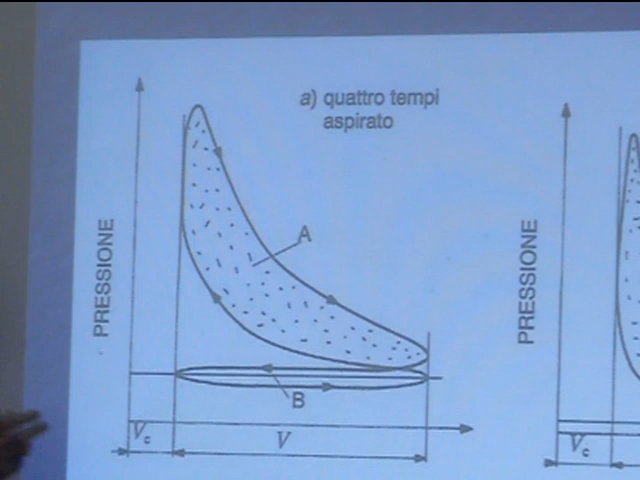 a) quattro tempi
aspirato
PRESSIONE
A
B
Vc
V
PRESSIONE
Vc